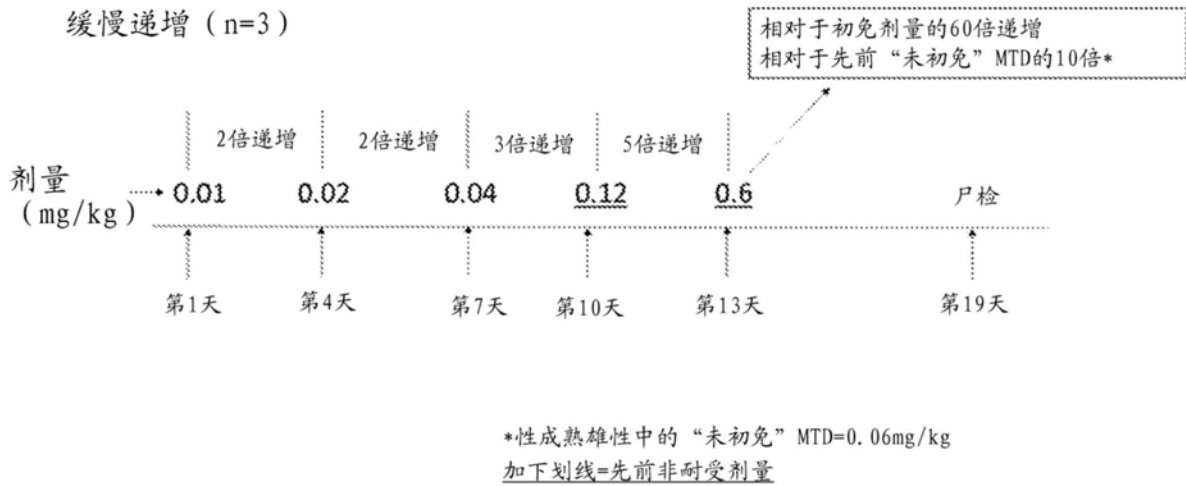 缓慢递增(n=3)
相对于初免剂量的60倍递增
相对于先前“未初免”MTD的10倍*
2倍递增 2倍递增 3倍递增 5倍递增
剂量
(mg/kg)
0.01 0.02 0.04 0.12 0.6 尸检
第1天 第4天 第7天 第10天 第13天 第19天
*性成熟雄性中的“未初免”MTD=0.06mg/kg
加下划线=先前非耐受剂量